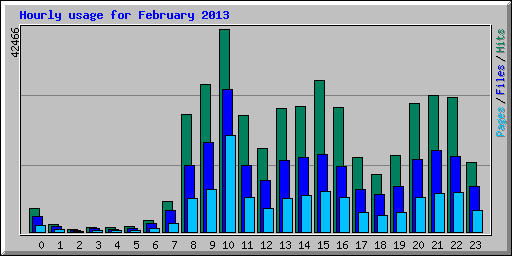 Hourly usage for February 2013
42466
Pages/Files/Hits
0 1 2 3 4 5 6 7 8 9 10 11 12 13 14 15 16 17 18 19 20 21 22 23